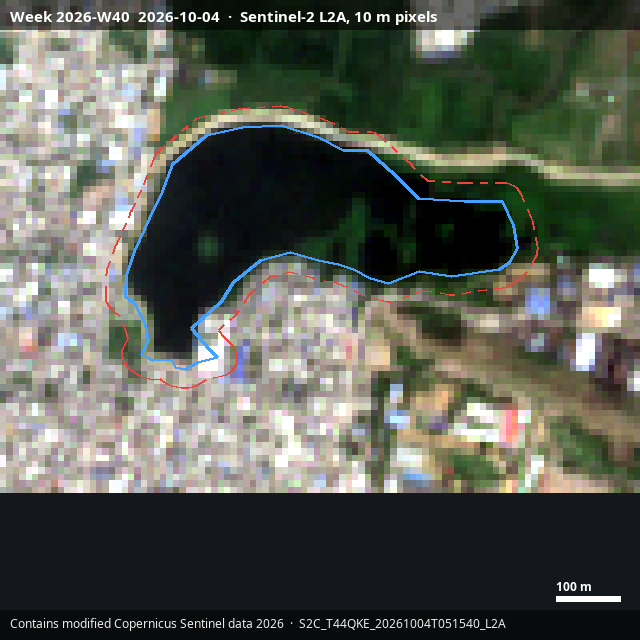 Week 2026-W40  2026-10-04  ·  Sentinel-2 L2A, 10 m pixels
100 m
Contains modified Copernicus Sentinel data 2026  ·  S2C_T44QKE_20261004T051540_L2A